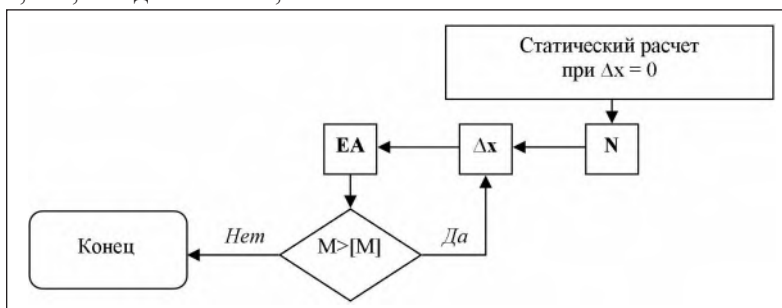 Статический расчет
при Δx = 0
EA
Δx
N
Конец
Нет
M>[M]
Да